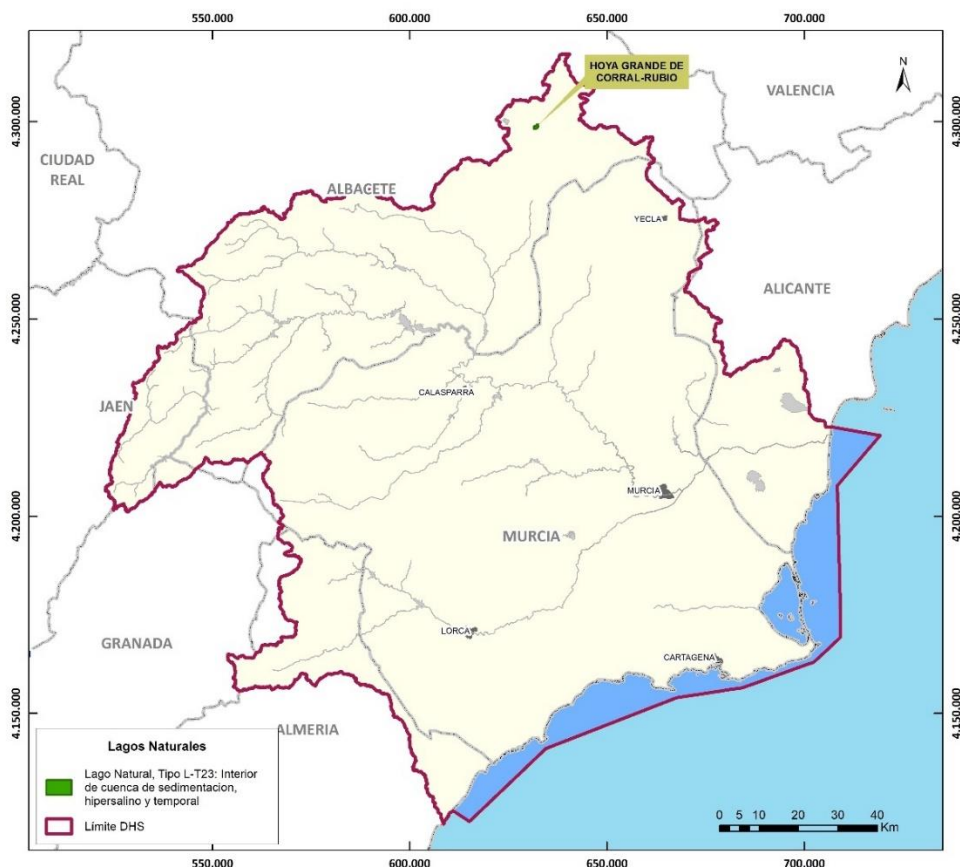 550.000
600.000
650.000
700.000
HOYA GRANDE DE
CORRAL-RUBIO
N
VALENCIA
4.300.000
4.300.000
CIUDAD
REAL
ALBACETE
YECLA
ALICANTE
4.250.000
4.250.000
JAEN
CALASPARRA
MURCIA
4.200.000
4.200.000
MURCIA
GRANADA
LORCA
CARTAGENA
4.150.000
4.150.000
ALMERIA
Lagos Naturales
Lago Natural, Tipo L-T23: Interior
de cuenca de sedimentacion,
hipersalino y temporal
Límite DHS
0 5 10 20 30 40
Km
550.000
600.000
650.000
700.000